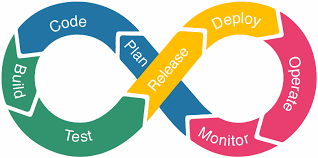 Plan
Code
Build
Test
Release
Deploy
Operate
Monitor